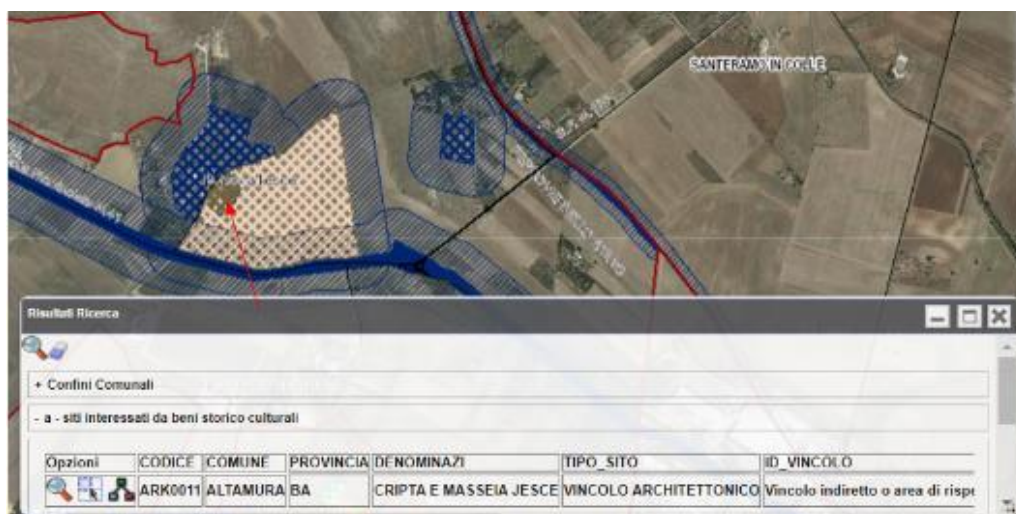 SANTERAMO IN COLLE
Risultati Ricerca
+ Confini Comunali
- a - siti interessati da beni storico culturali
Opzioni CODICE COMUNE PROVINCIA DENOMINAZI TIPO_SITO ID_VINCOLO
ARK0011 ALTAMURA BA CRIPTA E MASSEIA JESCE VINCOLO ARCHITETTONICO Vincolo indiretto o area di rispe